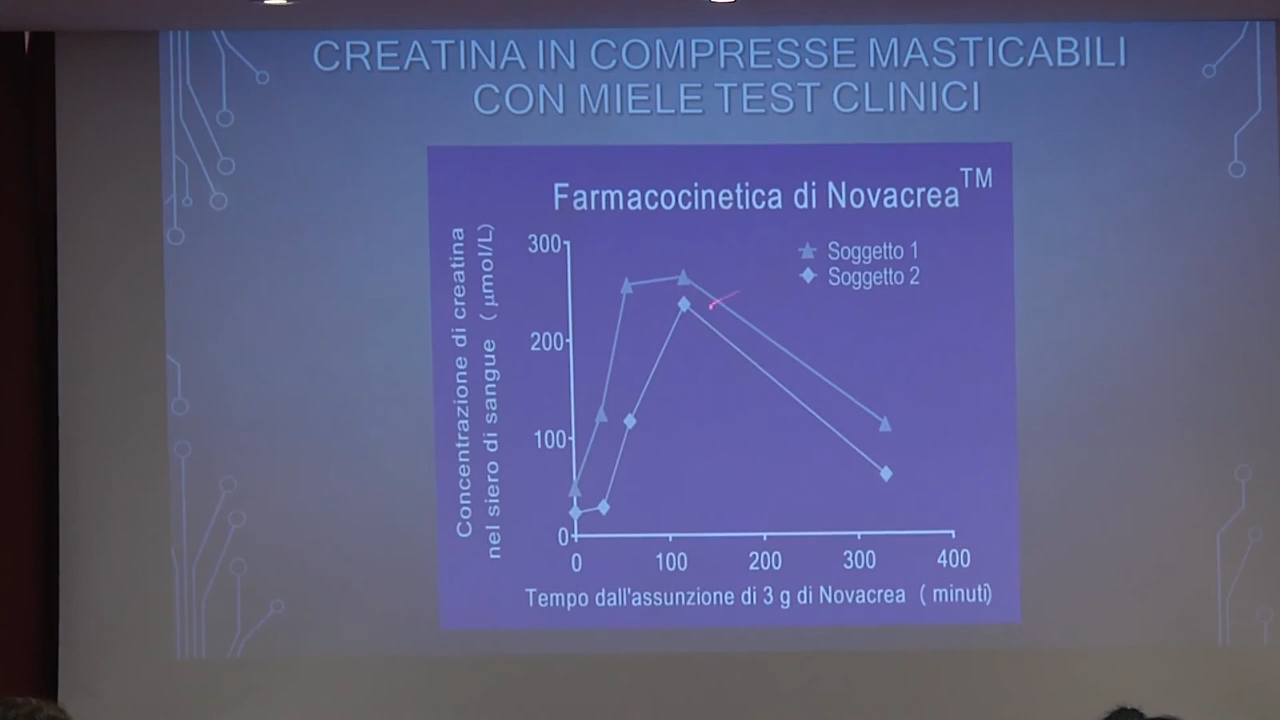 CREATINA IN COMPRESSE MASTICABILI
CON MIELE TEST CLINICI
Farmacocinetica di Novacrea™
Concentrazione di creatina
nel siero di sangue ( μmol/L)
300
200
100
0
Soggetto 1
Soggetto 2
0 100 200 300 400
Tempo dall'assunzione di 3 g di Novacrea ( minuti)